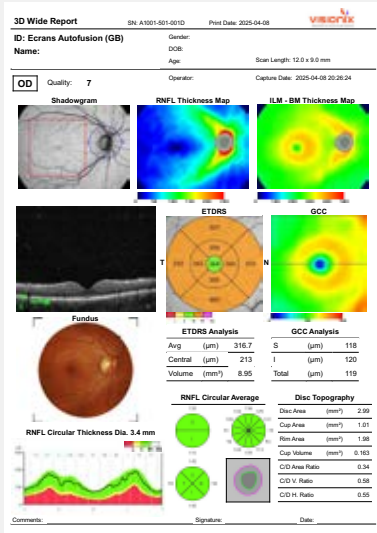 3D Wide Report
SN: A1001-501-001D
Print Date: 2025-04-08
VISIONIX
ID: Ecrans Autofusion (GB)
Name:
Gender:
DOB:
Age:
Scan Length: 12.0 x 9.0 mm
OD
Quality: 7
Operator:
Capture Date: 2025-04-08 20:26:24
Shadowgram
RNFL Thickness Map
ILM - BM Thickness Map
ETDRS
GCC
T
N
Fundus
ETDRS Analysis
Avg (µm) 316.7
Central (µm) 213
Volume (mm³) 8.95
GCC Analysis
S (µm) 118
I (µm) 120
Total (µm) 119
RNFL Circular Average
Disc Topography
Disc Area (mm²) 2.99
Cup Area (mm²) 1.01
Rim Area (mm²) 1.98
Cup Volume (mm³) 0.163
C/D Area Ratio 0.34
C/D V. Ratio 0.58
C/D H. Ratio 0.55
RNFL Circular Thickness Dia. 3.4 mm
Comments:
Signature:
Date: